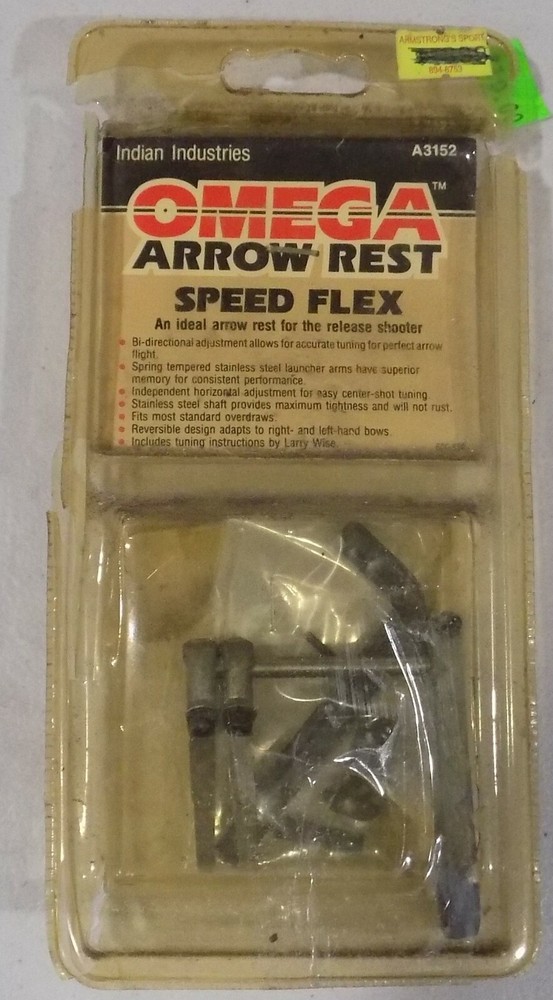 ARMSTRONG'S SPORT
894-8753
Indian Industries A3152
OMEGA™
ARROW REST
SPEED FLEX
An ideal arrow rest for the release shooter
• Bi-directional adjustment allows for accurate tuning for perfect arrow
flight.
• Spring tempered stainless steel launcher arms have superior
memory for consistent performance.
• Independent horizontal adjustment for easy center-shot tuning.
• Stainless steel shaft provides maximum tightness and will not rust.
• Fits most standard overdraws.
• Reversible design adapts to right- and left-hand bows.
• Includes tuning instructions by Larry Wise.